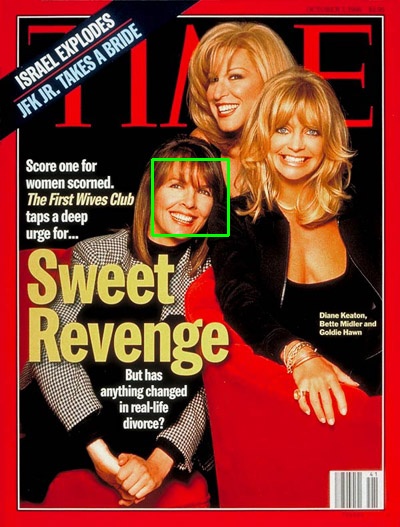 ISRAEL EXPLODES
JFK JR. TAKES A BRIDE
TIME
Score one for
women scorned.
The First Wives Club
taps a deep
urge for...
Sweet
Revenge
But has
anything changed
in real-life
divorce?
Diane Keaton,
Bette Midler and
Goldie Hawn
41